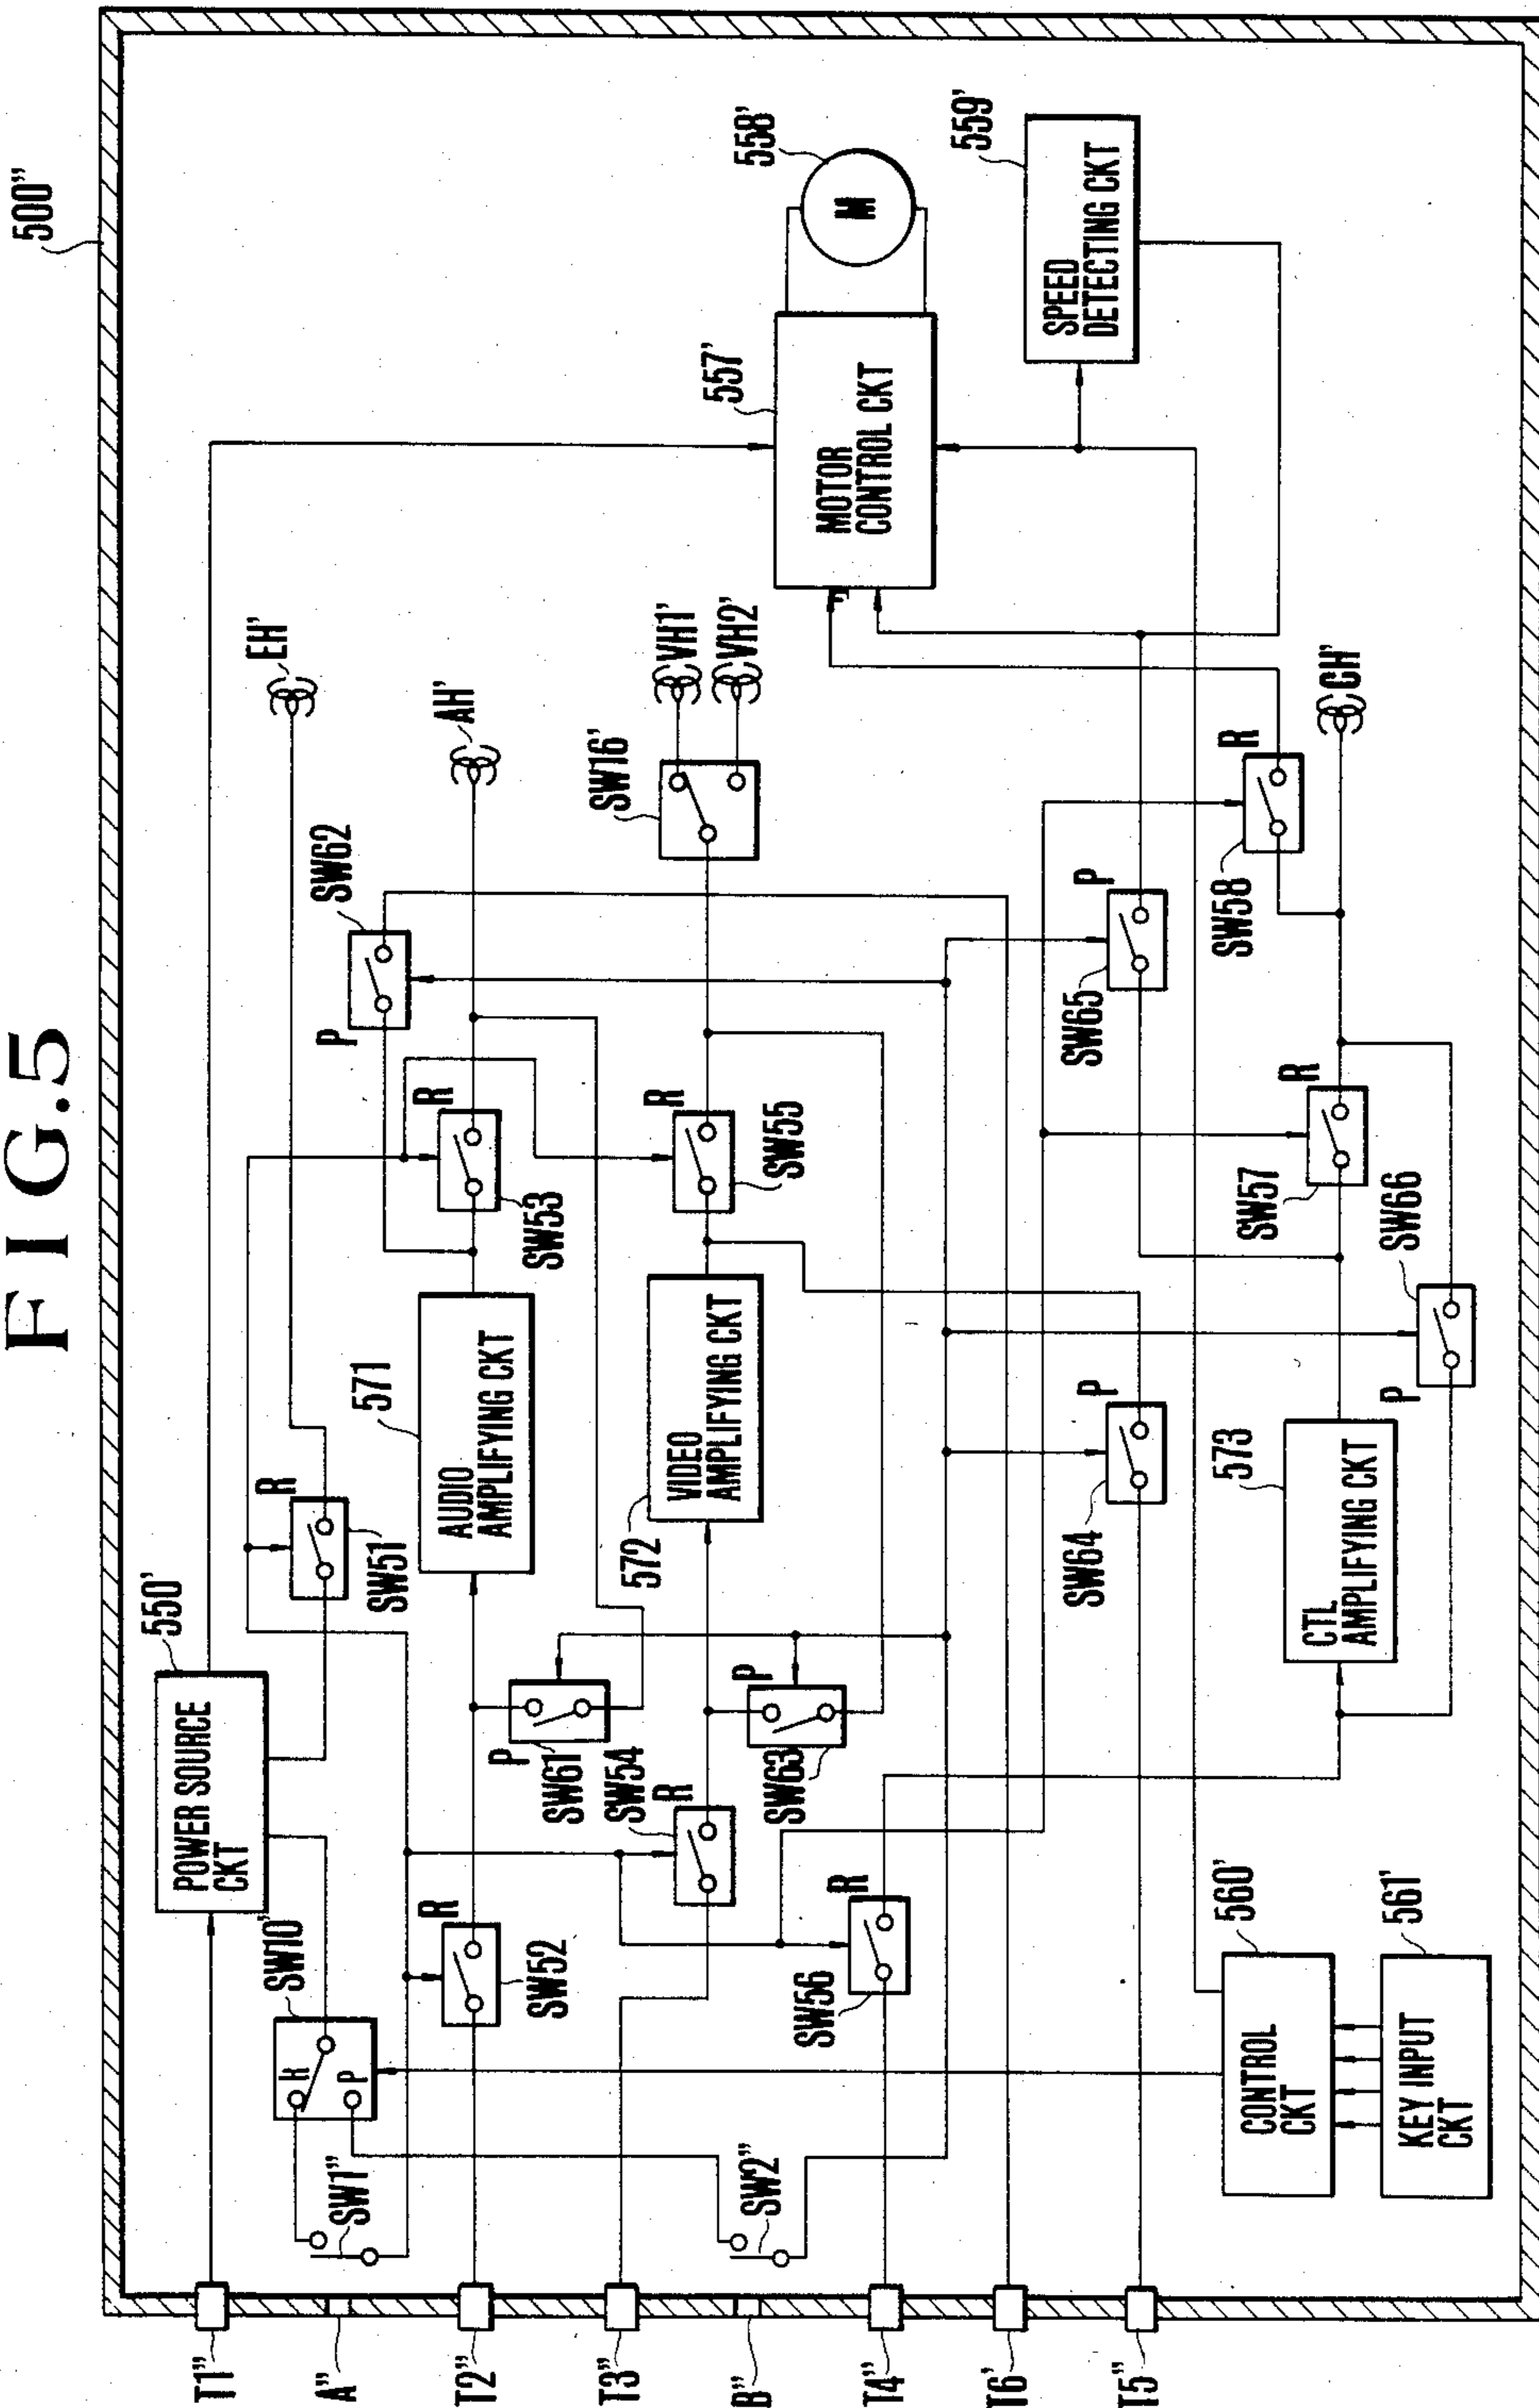 FIG.5
500"
T1"
A"
T2"
T3"
B"
T4"
T6'
T5"
550'
POWER SOURCE
CKT
SW10'
R
P
SW1"
SW51
R
EH'
SW52
R
571
AUDIO
AMPLIFYING CKT
P
SW61
SW53
R
P
SW62
AH'
SW54
R
572
VIDEO
AMPLIFYING CKT
P
SW63
SW55
R
SW16'
VH1'
VH2'
SW2"
557'
MOTOR
CONTROL CKT
558'
M
559'
SPEED
DETECTING CKT
SW56
R
SW64
P
SW65
P
SW58
R
573
CTL
AMPLIFYING CKT
SW57
R
CH'
P
SW66
560'
CONTROL
CKT
561'
KEY INPUT
CKT